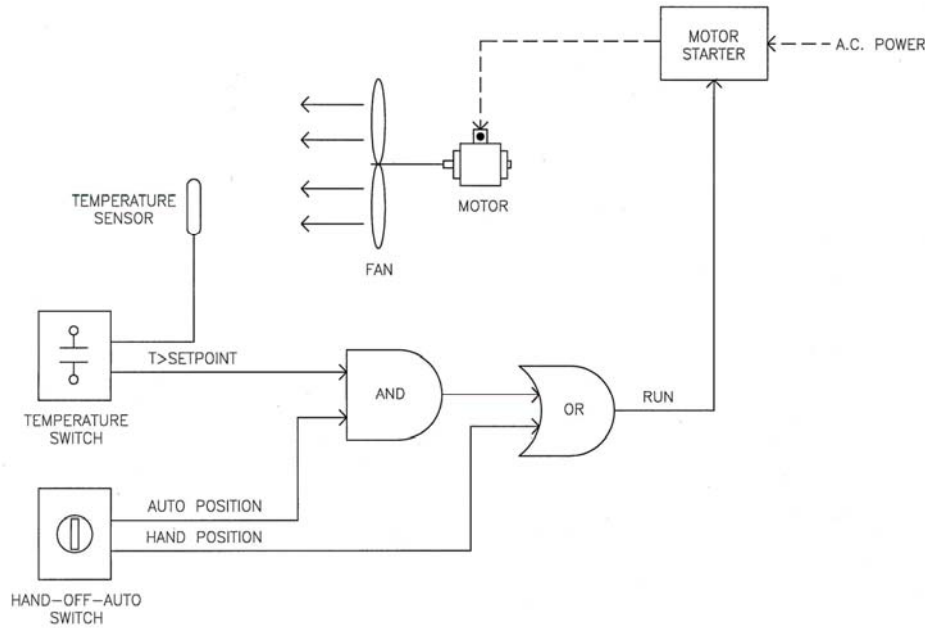 MOTOR
STARTER
A.C. POWER
TEMPERATURE
SENSOR
MOTOR
FAN
T>SETPOINT
AND
OR
RUN
TEMPERATURE
SWITCH
AUTO POSITION
HAND POSITION
HAND-OFF-AUTO
SWITCH